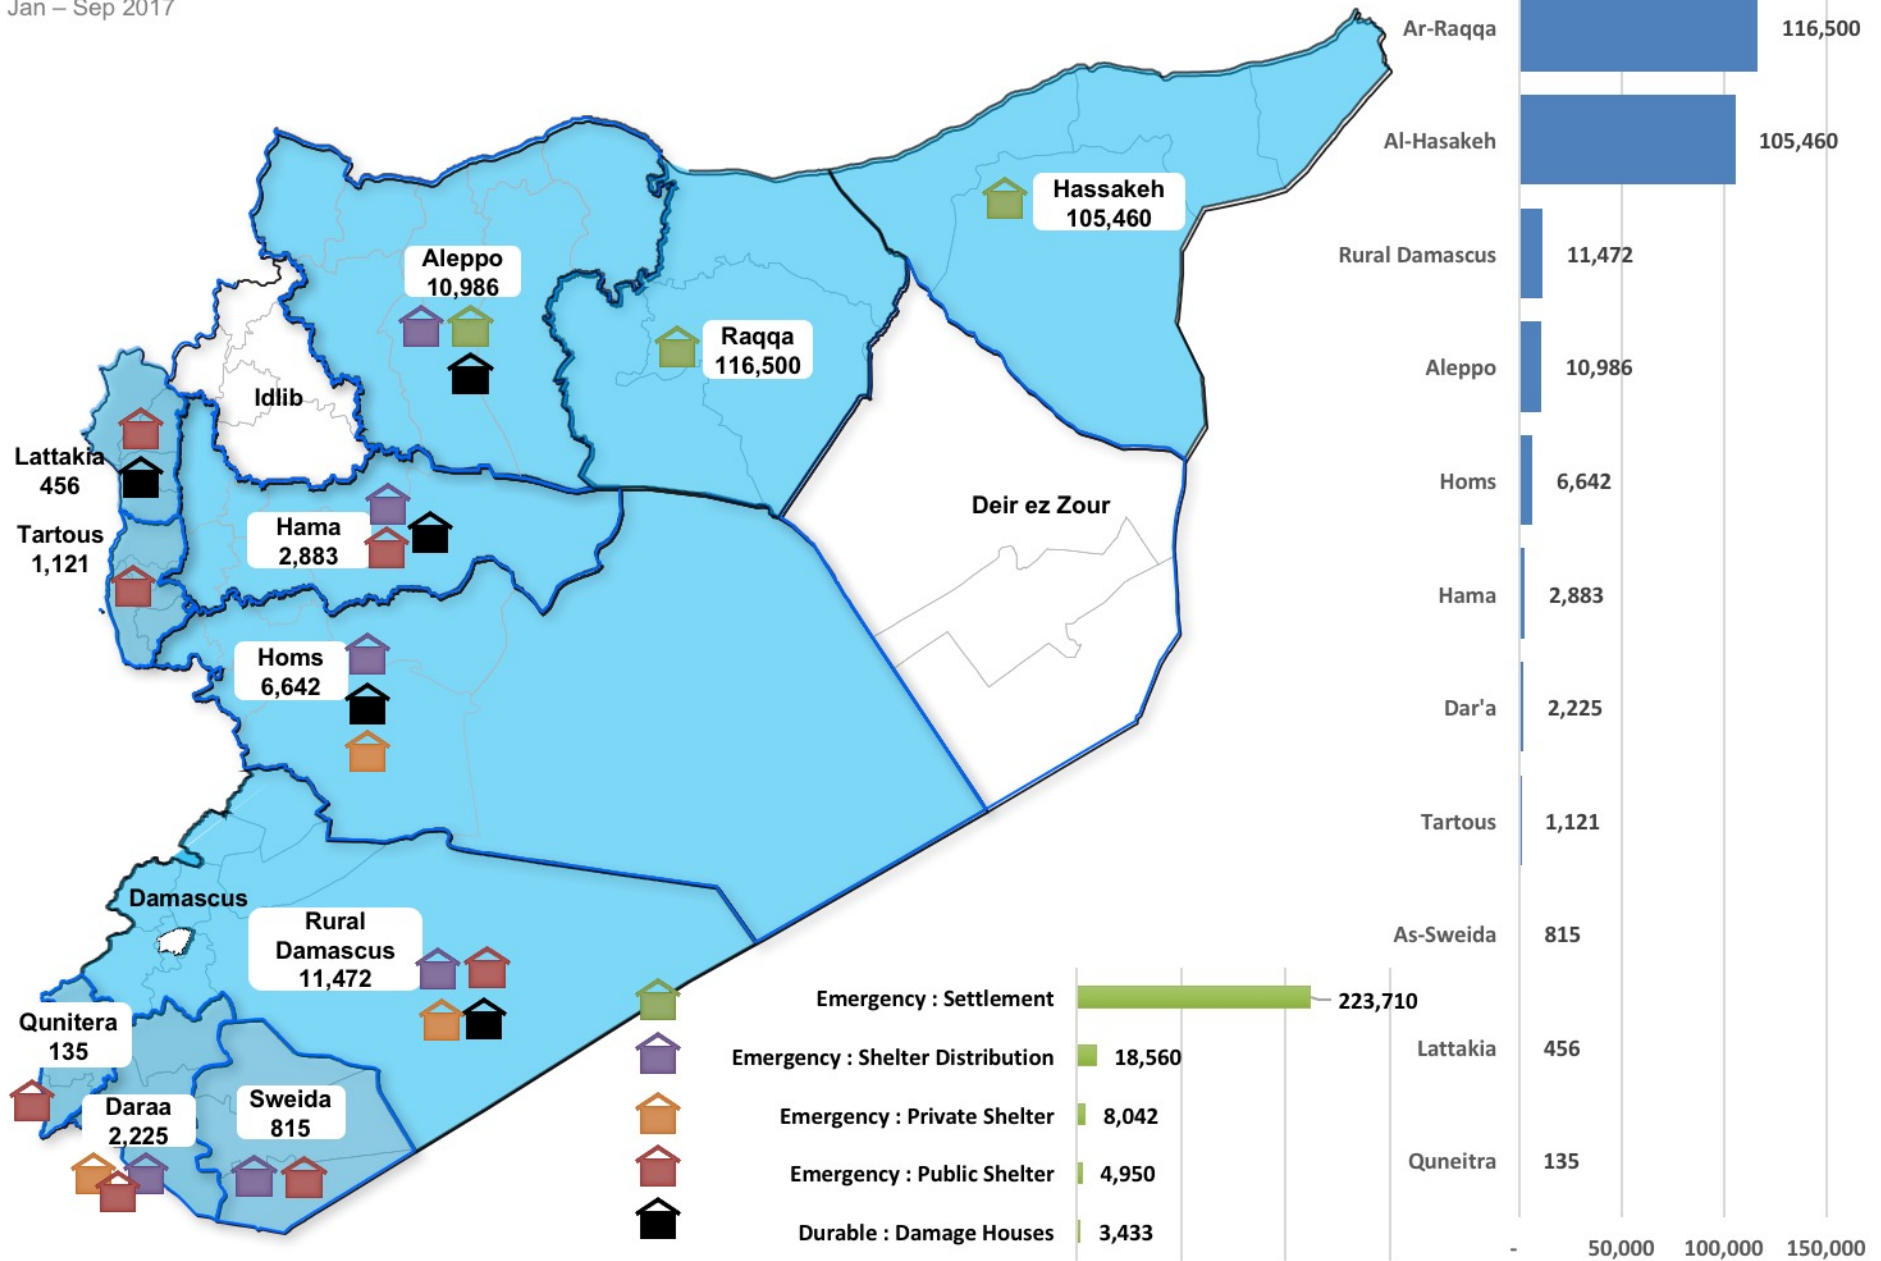 Jan – Sep 2017
Hassakeh
105,460
Aleppo
10,986
Raqqa
116,500
Idlib
Lattakia
456
Tartous
1,121
Hama
2,883
Deir ez Zour
Homs
6,642
Damascus
Rural
Damascus
11,472
Qunitera
135
Daraa
2,225
Sweida
815
Emergency : Settlement 223,710
Emergency : Shelter Distribution 18,560
Emergency : Private Shelter 8,042
Emergency : Public Shelter 4,950
Durable : Damage Houses 3,433
Ar-Raqqa 116,500
Al-Hasakeh 105,460
Rural Damascus 11,472
Aleppo 10,986
Homs 6,642
Hama 2,883
Dar'a 2,225
Tartous 1,121
As-Sweida 815
Lattakia 456
Quneitra 135
- 50,000 100,000 150,000